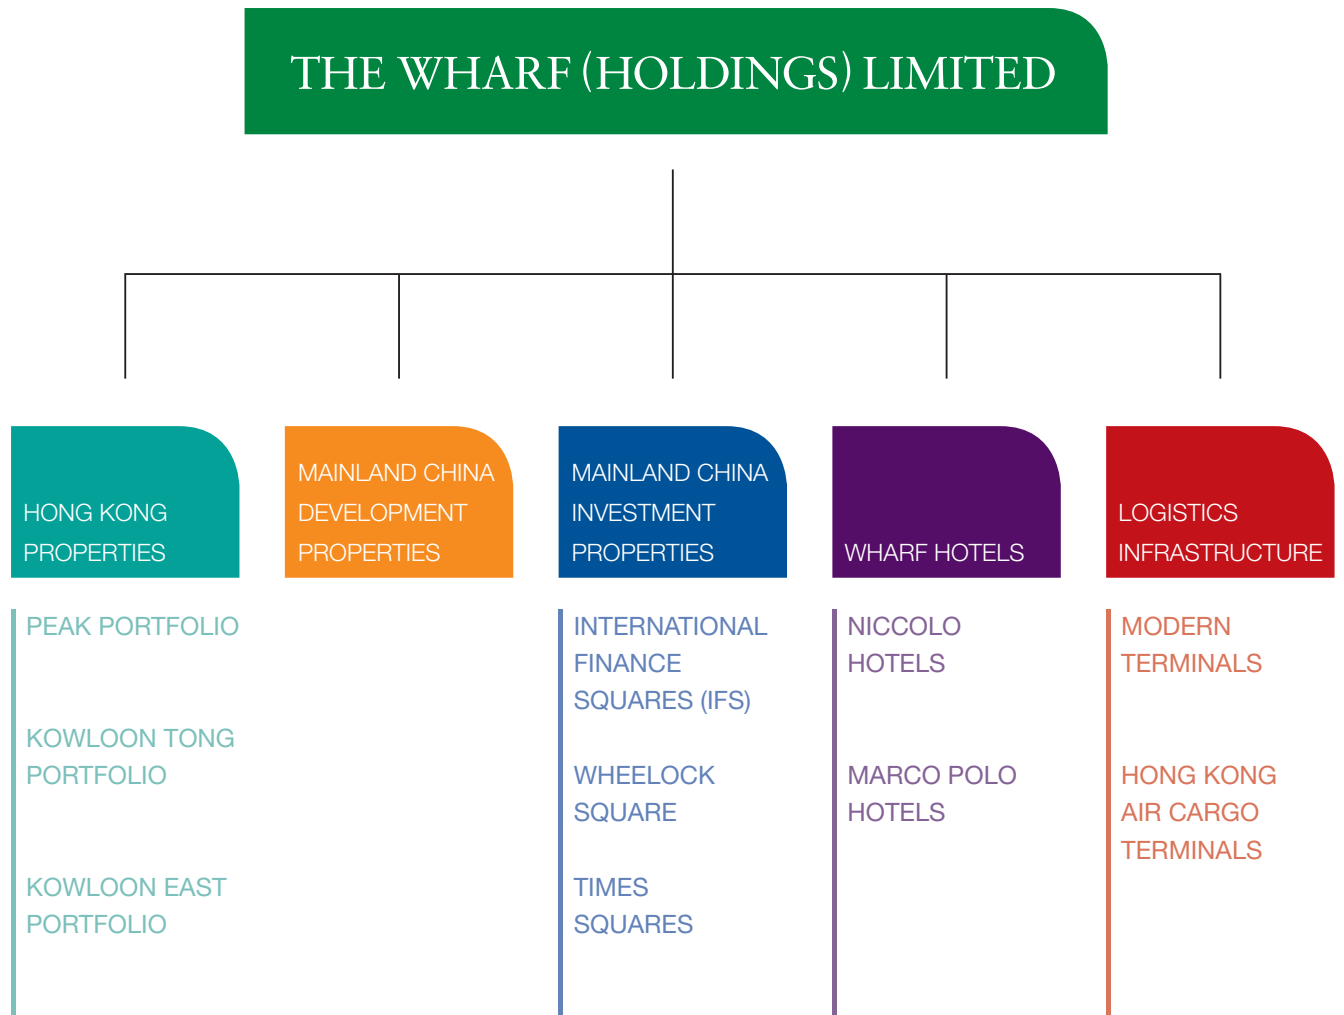 THE WHARF (HOLDINGS) LIMITED
HONG KONG
PROPERTIES
MAINLAND CHINA
DEVELOPMENT
PROPERTIES
MAINLAND CHINA
INVESTMENT
PROPERTIES
WHARF HOTELS
LOGISTICS
INFRASTRUCTURE
PEAK PORTFOLIO
KOWLOON TONG
PORTFOLIO
KOWLOON EAST
PORTFOLIO
INTERNATIONAL
FINANCE
SQUARES (IFS)
WHEELOCK
SQUARE
TIMES
SQUARES
NICCOLO
HOTELS
MARCO POLO
HOTELS
MODERN
TERMINALS
HONG KONG
AIR CARGO
TERMINALS